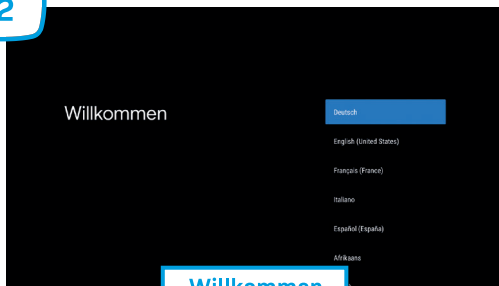 2
Willkommen
Deutsch
English (United States)
Français (France)
Italiano
Español (España)
Afrikaans
Willkommen